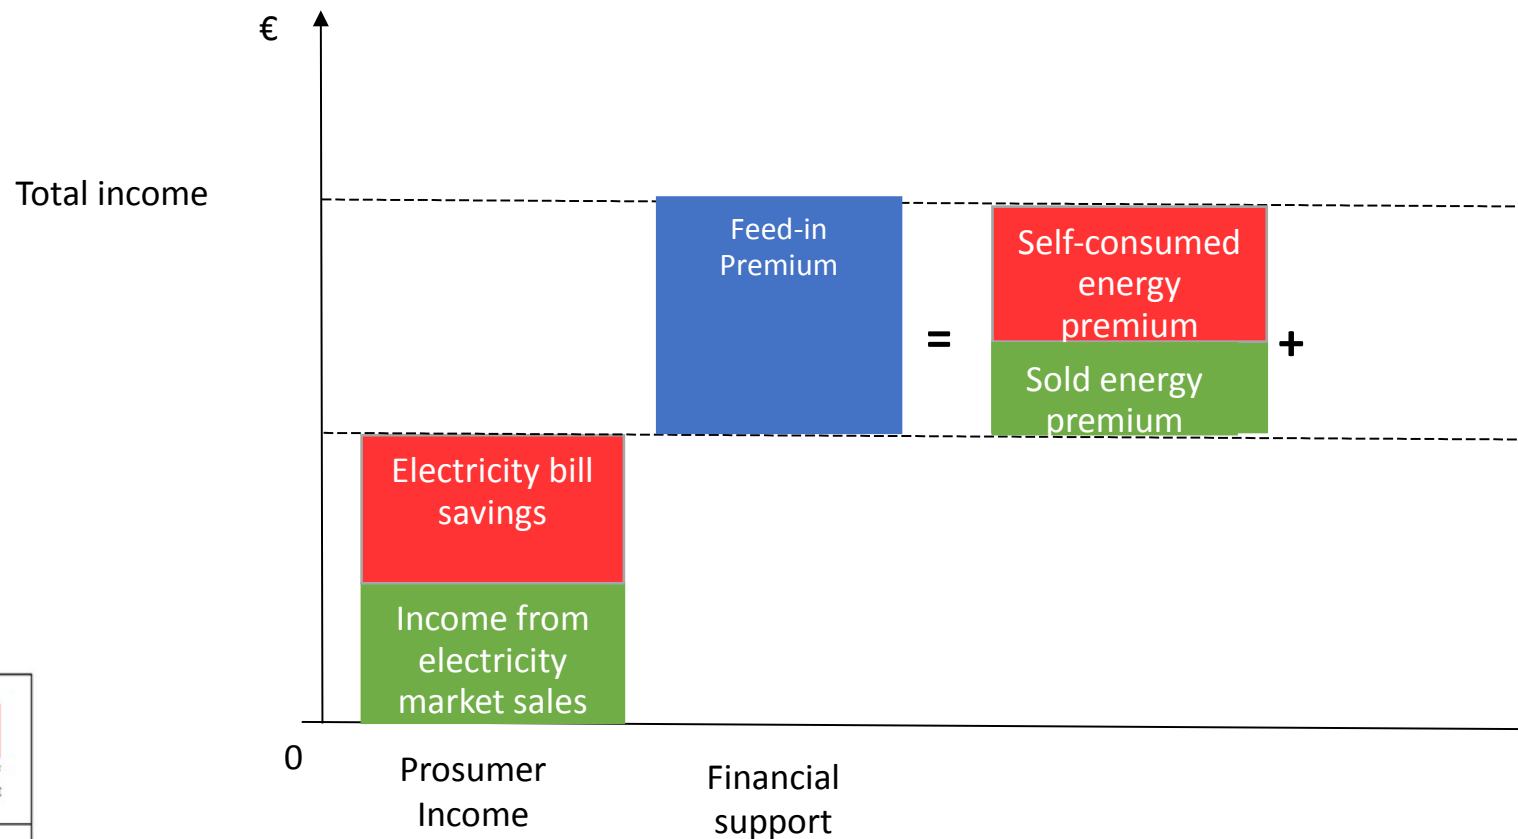 €
Total income
Feed-in
Premium
=
Self-consumed
energy
premium
+
Sold energy
premium
Electricity bill
savings
Income from
electricity
market sales
0
Prosumer
Income
Financial
support